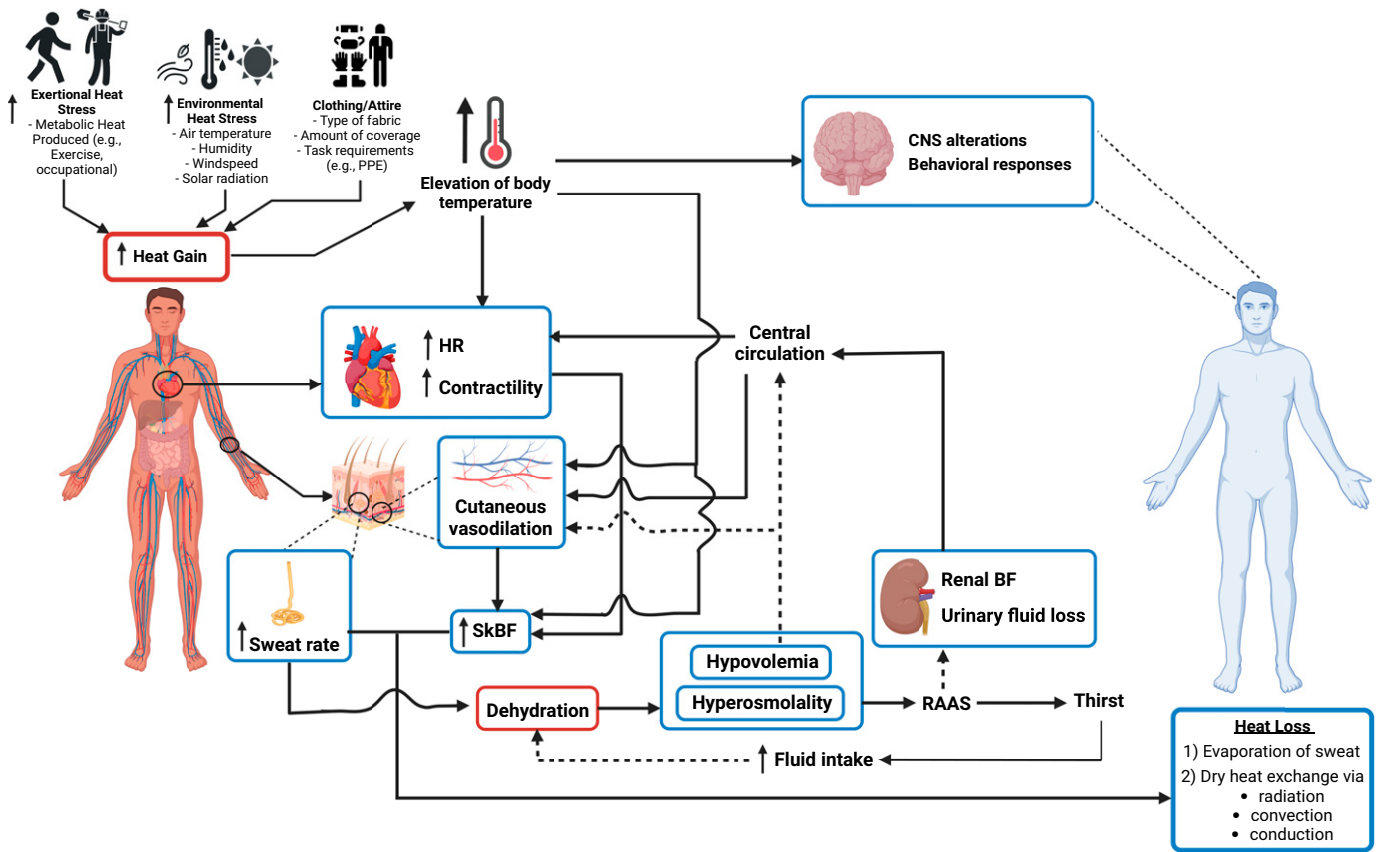 Exertional Heat
Stress
- Metabolic Heat
Produced (e.g.,
Exercise,
occupational)
Environmental
Heat Stress
- Air temperature
- Humidity
- Windspeed
- Solar radiation
Clothing/Attire
- Type of fabric
- Amount of coverage
- Task requirements
(e.g., PPE)
Elevation of body
temperature
CNS alterations
Behavioral responses
Heat Gain
HR
Contractility
Central
circulation
Cutaneous
vasodilation
Sweat rate
SkBF
Renal BF
Urinary fluid loss
Hypovolemia
Hyperosmolality
Dehydration
RAAS
Thirst
Fluid intake
Heat Loss
1) Evaporation of sweat
2) Dry heat exchange via
• radiation
• convection
• conduction